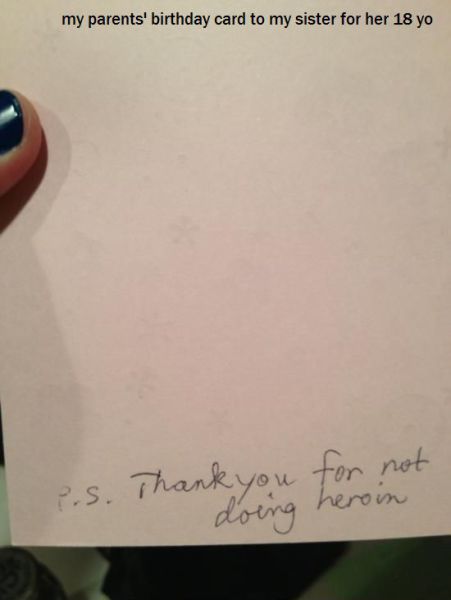 my parents' birthday card to my sister for her 18 yo
P.S. Thank you for not
doing heroin